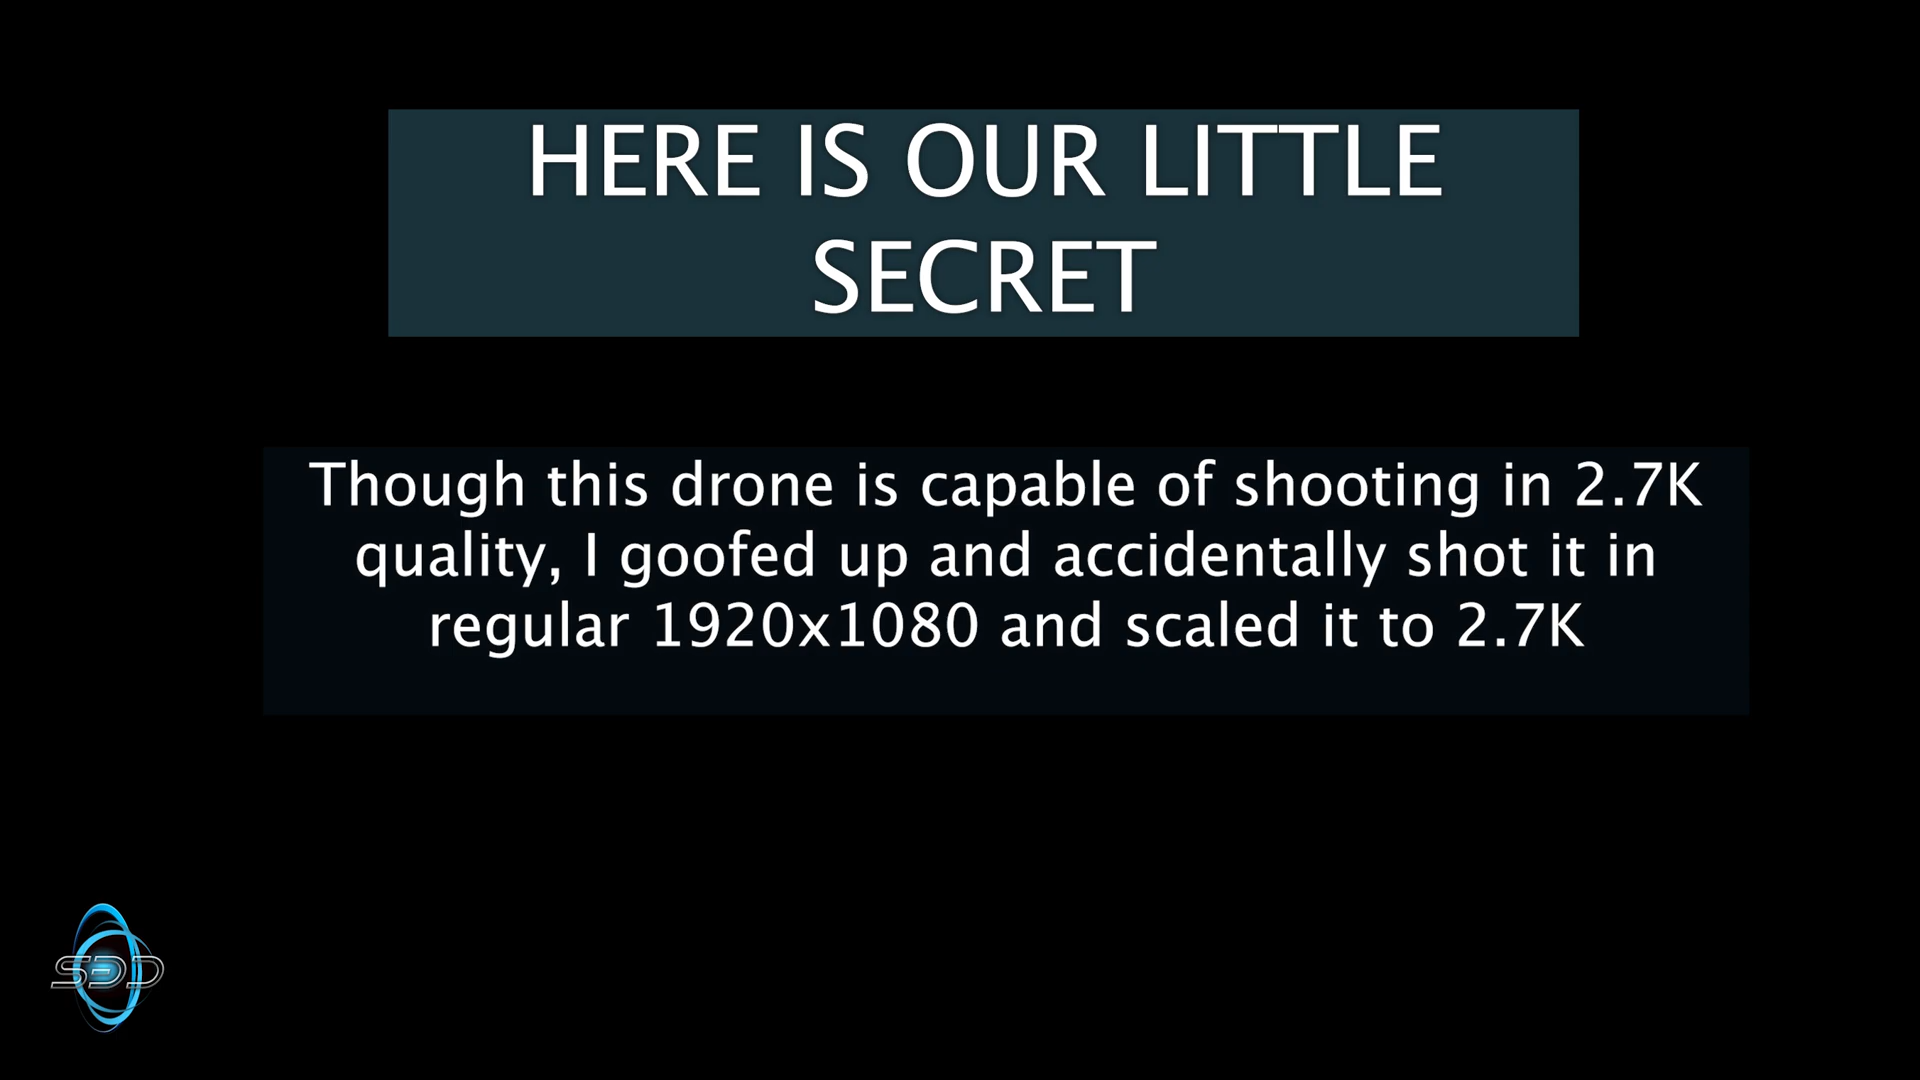 HERE IS OUR LITTLE
SECRET
Though this drone is capable of shooting in 2.7K
quality, I goofed up and accidentally shot it in
regular 1920x1080 and scaled it to 2.7K